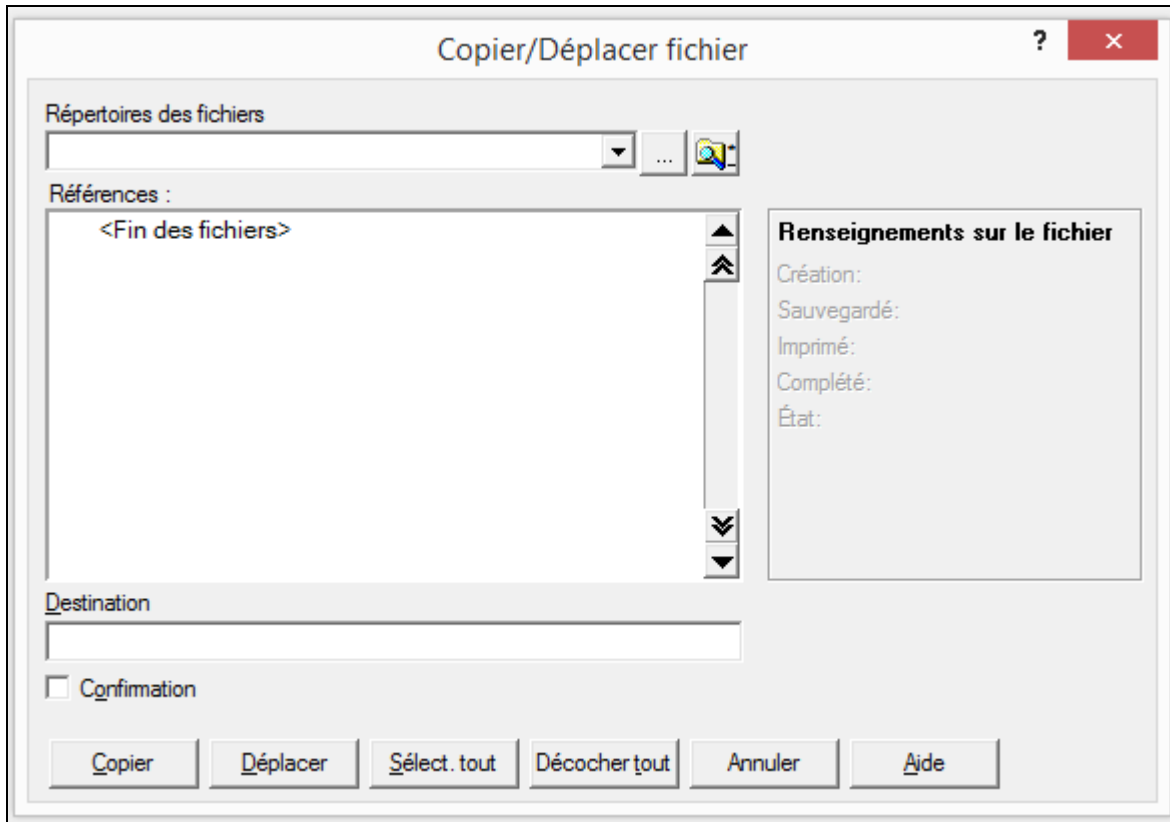 Copier/Déplacer fichier
?
Répertoires des fichiers
...
Références :
<Fin des fichiers>
Renseignements sur le fichier
Création:
Sauvegardé:
Imprimé:
Complété:
État:
Destination
Confirmation
Copier Déplacer Sélect. tout Décocher tout Annuler Aide